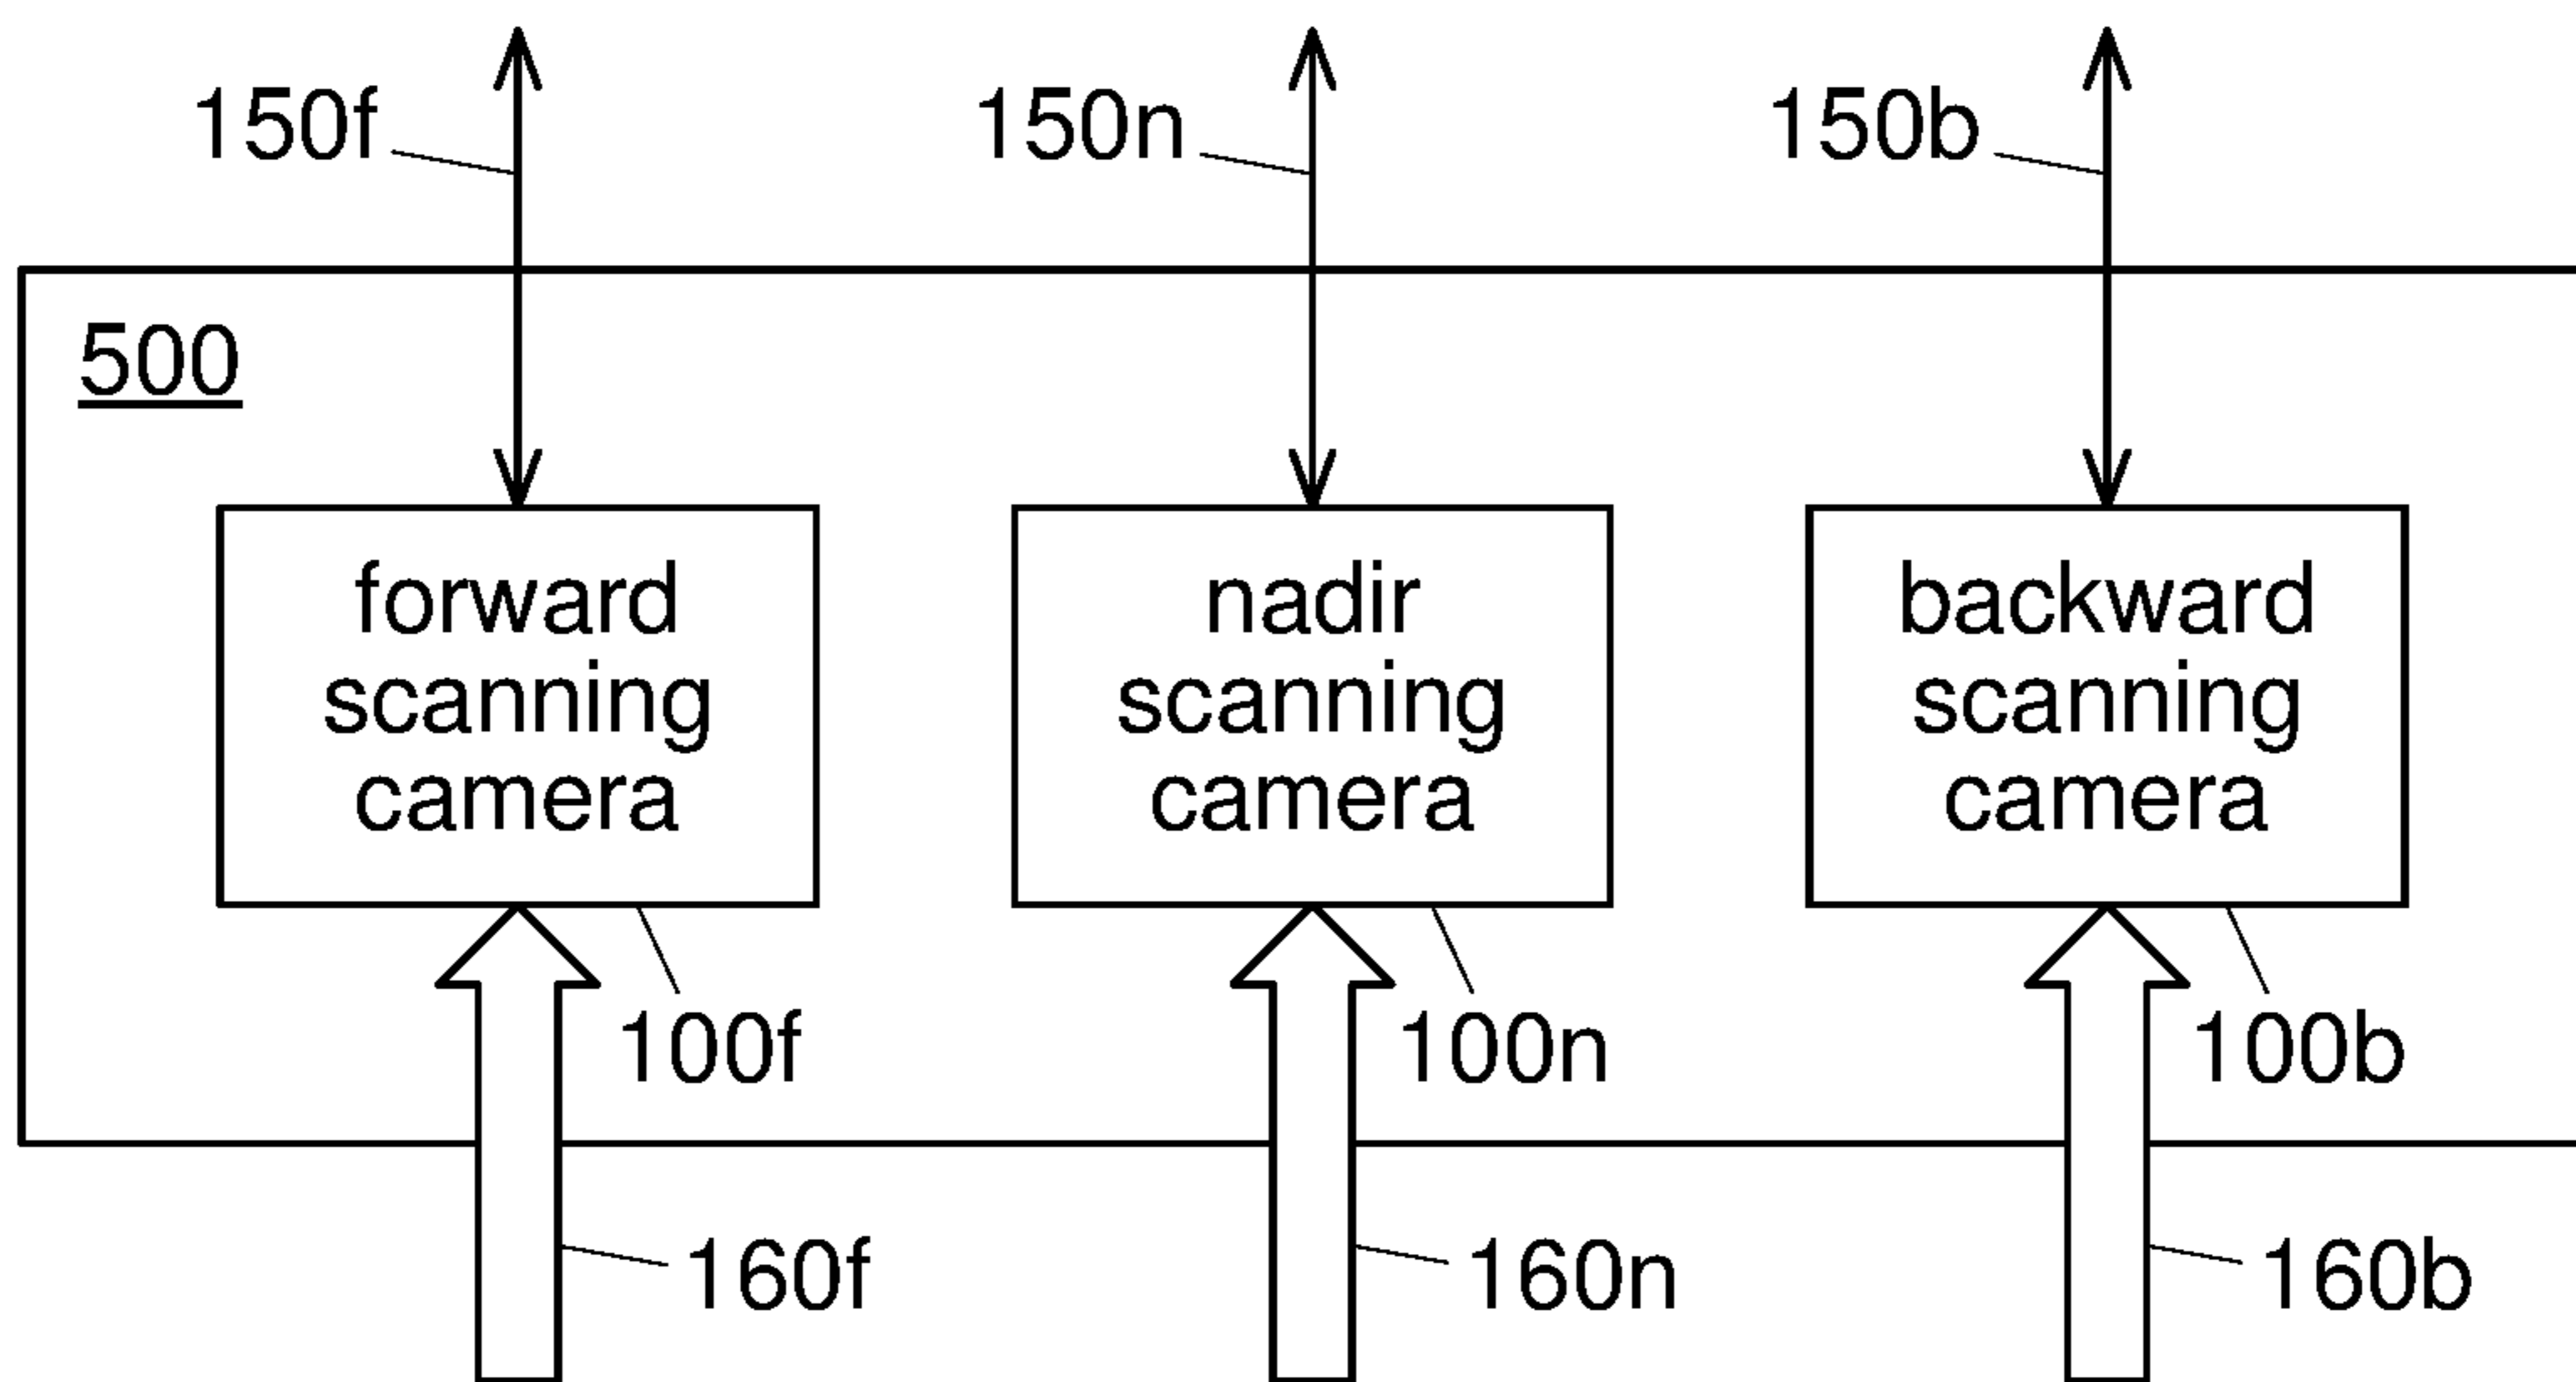 150f
150n
150b
500
forward
scanning
camera
nadir
scanning
camera
backward
scanning
camera
100f
100n
100b
160f
160n
160b